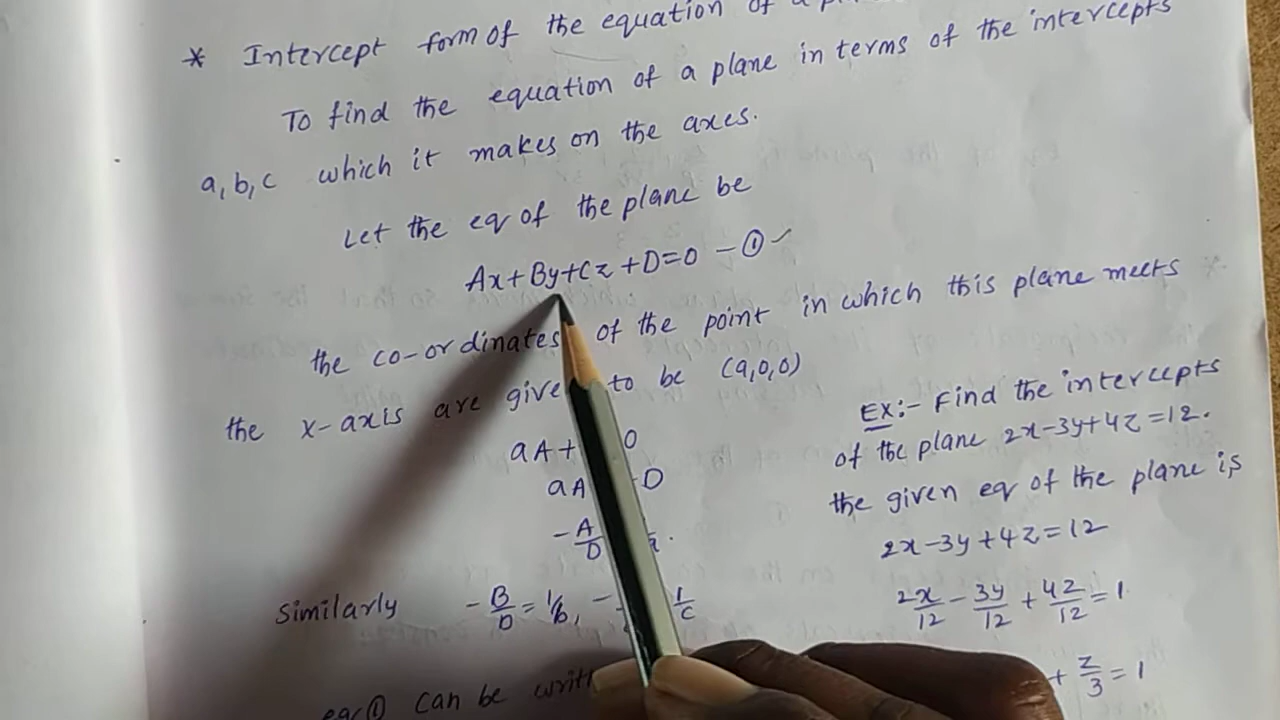 * Intercept form of the equation of a
To find the equation of a plane in terms of the intercepts
a, b, c which it makes on the axes.
Let the eq of the plane be
Ax + By + Cz + D = 0 - ①
the co-ordinates of the point in which this plane meets
the x-axis are give to be (a,0,0)
aA + 0
aA -D
-A/D
Similarly -B/D = 1/b, - 1/c
eq ① can be
EX:- Find the intercepts
of the plane 2x-3y+4z=12.
the given eq of the plane is
2x-3y+4z=12
2x/12 - 3y/12 + 4z/12 = 1
+ z/3 = 1